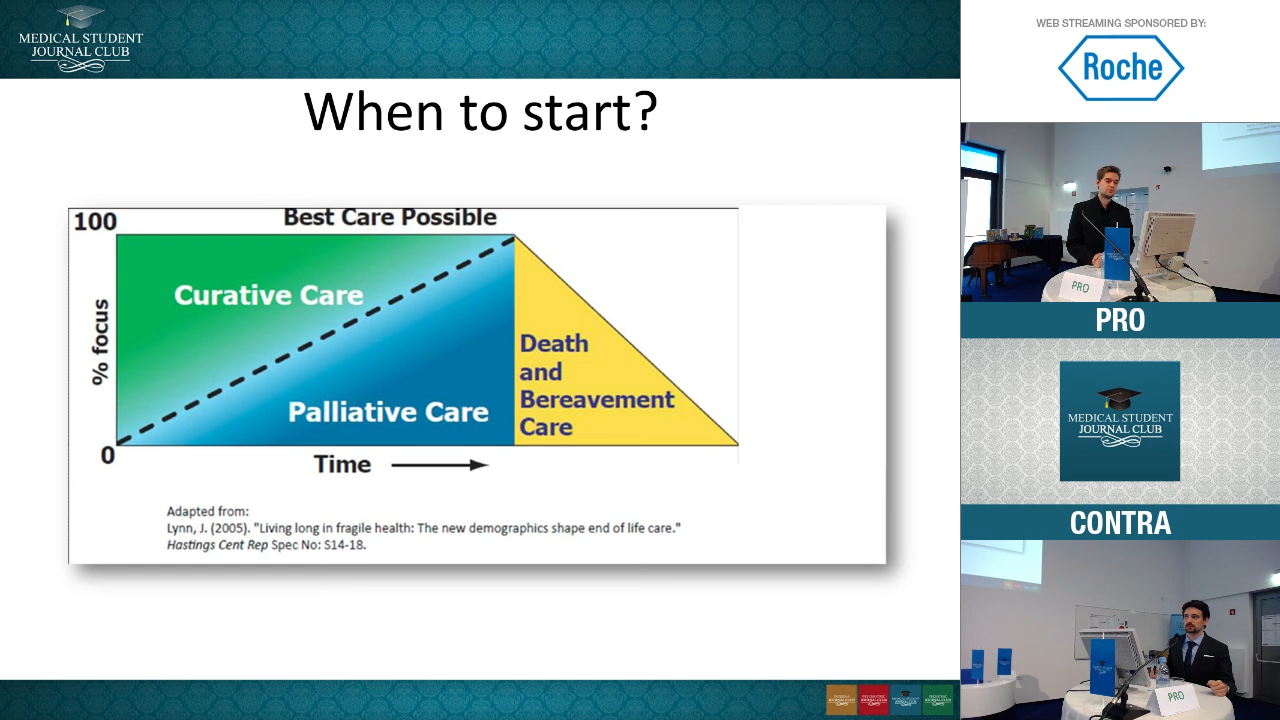 MEDICAL STUDENT
JOURNAL CLUB
When to start?
100
Best Care Possible
Curative Care
% focus
Palliative Care
Death
and
Bereavement
Care
0
Time
Adapted from:
Lynn, J. (2005). "Living long in fragile health: The new demographics shape end of life care."
Hastings Cent Rep Spec No: S14-18.
WEB STREAMING SPONSORED BY:
Roche
PRO
PRO
MEDICAL STUDENT
JOURNAL CLUB
CONTRA
PRO